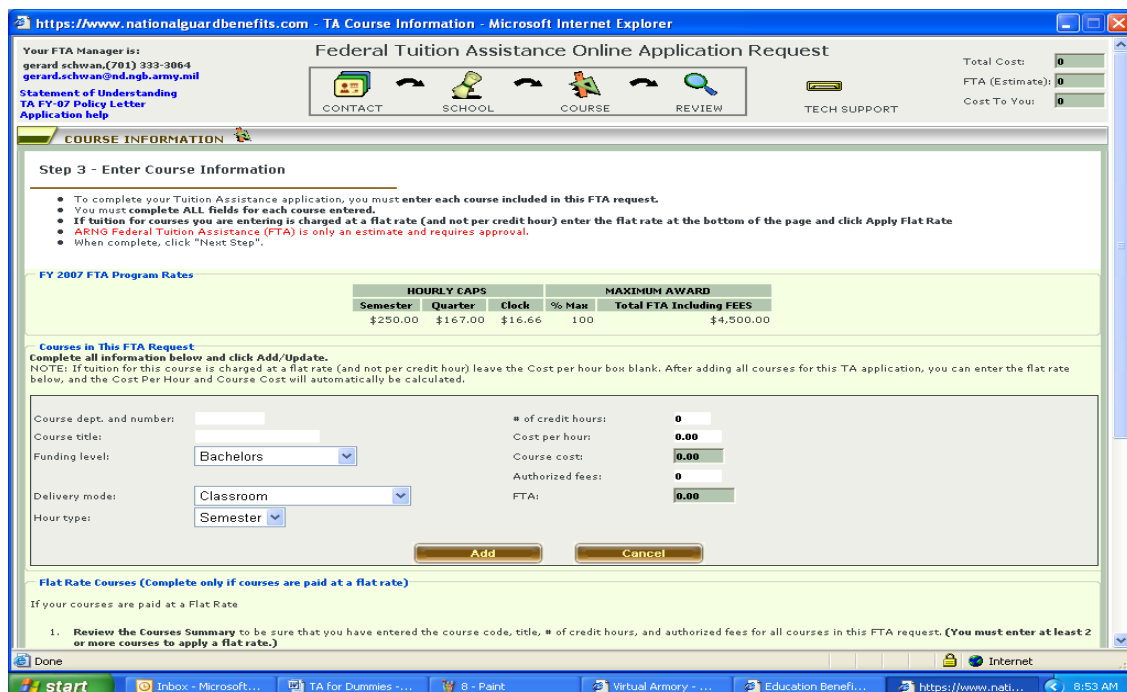 https://www.nationalguardbenefits.com - TA Course Information - Microsoft Internet Explorer
Your FTA Manager is:
gerard schwan,(701) 333-3064
gerard.schwan@nd.ngb.army.mil
Statement of Understanding
TA FY-07 Policy Letter
Application help
Federal Tuition Assistance Online Application Request
CONTACT SCHOOL COURSE REVIEW
TECH SUPPORT
Total Cost: 0
FTA (Estimate): 0
Cost To You: 0
COURSE INFORMATION
Step 3 - Enter Course Information
To complete your Tuition Assistance application, you must enter each course included in this FTA request.
You must complete ALL fields for each course entered.
If tuition for courses you are entering is charged at a flat rate (and not per credit hour) enter the flat rate at the bottom of the page and click Apply Flat Rate
ARNG Federal Tuition Assistance (FTA) is only an estimate and requires approval.
When complete, click "Next Step".
FY 2007 FTA Program Rates
HOURLY CAPS MAXIMUM AWARD
Semester Quarter Clock % Max Total FTA Including FEES
$250.00 $167.00 $16.66 100 $4,500.00
Courses in This FTA Request
Complete all information below and click Add/Update.
NOTE: If tuition for this course is charged at a flat rate (and not per credit hour) leave the Cost per hour box blank. After adding all courses for this TA application, you can enter the flat rate
below, and the Cost Per Hour and Course Cost will automatically be calculated.
Course dept. and number: # of credit hours: 0
Course title: Cost per hour: 0.00
Funding level: Bachelors Course cost: 0.00
Authorized fees: 0
Delivery mode: Classroom FTA: 0.00
Hour type: Semester
Add Cancel
Flat Rate Courses (Complete only if courses are paid at a flat rate)
If your courses are paid at a Flat Rate
1. Review the Courses Summary to be sure that you have entered the course code, title, # of credit hours, and authorized fees for all courses in this FTA request. (You must enter at least 2
or more courses to apply a flat rate.)
Done Internet
start Inbox - Microsoft... TA for Dummies -... 8 - Paint Virtual Armory - ... Education Benefi... https://www.nati... 8:53 AM